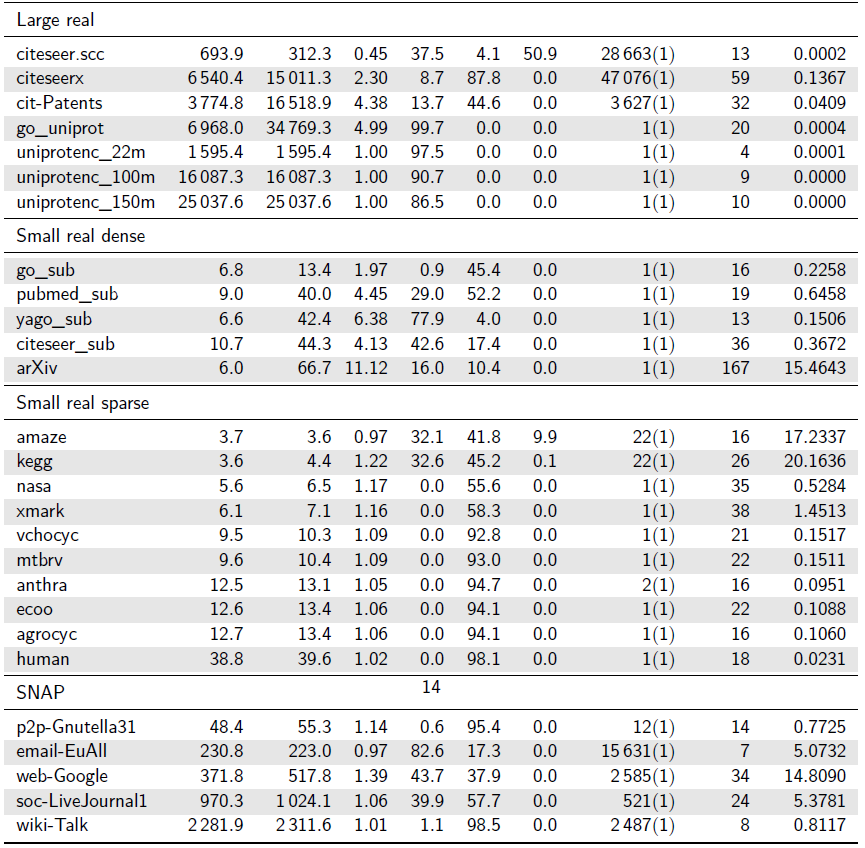 Large real
citeseer.scc 693.9 312.3 0.45 37.5 4.1 50.9 28 663(1) 13 0.0002
citeseerx 6 540.4 15 011.3 2.30 8.7 87.8 0.0 47 076(1) 59 0.1367
cit-Patents 3 774.8 16 518.9 4.38 13.7 44.6 0.0 3 627(1) 32 0.0409
go_uniprot 6 968.0 34 769.3 4.99 99.7 0.0 0.0 1(1) 20 0.0004
uniprotenc_22m 1 595.4 1 595.4 1.00 97.5 0.0 0.0 1(1) 4 0.0001
uniprotenc_100m 16 087.3 16 087.3 1.00 90.7 0.0 0.0 1(1) 9 0.0000
uniprotenc_150m 25 037.6 25 037.6 1.00 86.5 0.0 0.0 1(1) 10 0.0000
Small real dense
go_sub 6.8 13.4 1.97 0.9 45.4 0.0 1(1) 16 0.2258
pubmed_sub 9.0 40.0 4.45 29.0 52.2 0.0 1(1) 19 0.6458
yago_sub 6.6 42.4 6.38 77.9 4.0 0.0 1(1) 13 0.1506
citeseer_sub 10.7 44.3 4.13 42.6 17.4 0.0 1(1) 36 0.3672
arXiv 6.0 66.7 11.12 16.0 10.4 0.0 1(1) 167 15.4643
Small real sparse
amaze 3.7 3.6 0.97 32.1 41.8 9.9 22(1) 16 17.2337
kegg 3.6 4.4 1.22 32.6 45.2 0.1 22(1) 26 20.1636
nasa 5.6 6.5 1.17 0.0 55.6 0.0 1(1) 35 0.5284
xmark 6.1 7.1 1.16 0.0 58.3 0.0 1(1) 38 1.4513
vchocyc 9.5 10.3 1.09 0.0 92.8 0.0 1(1) 21 0.1517
mtbrv 9.6 10.4 1.09 0.0 93.0 0.0 1(1) 22 0.1511
anthra 12.5 13.1 1.05 0.0 94.7 0.0 2(1) 16 0.0951
ecoo 12.6 13.4 1.06 0.0 94.1 0.0 1(1) 22 0.1088
agrocyc 12.7 13.4 1.06 0.0 94.1 0.0 1(1) 16 0.1060
human 38.8 39.6 1.02 0.0 98.1 0.0 1(1) 18 0.0231
SNAP 14
p2p-Gnutella31 48.4 55.3 1.14 0.6 95.4 0.0 12(1) 14 0.7725
email-EuAll 230.8 223.0 0.97 82.6 17.3 0.0 15 631(1) 7 5.0732
web-Google 371.8 517.8 1.39 43.7 37.9 0.0 2 585(1) 34 14.8090
soc-LiveJournal1 970.3 1 024.1 1.06 39.9 57.7 0.0 521(1) 24 5.3781
wiki-Talk 2 281.9 2 311.6 1.01 1.1 98.5 0.0 2 487(1) 8 0.8117